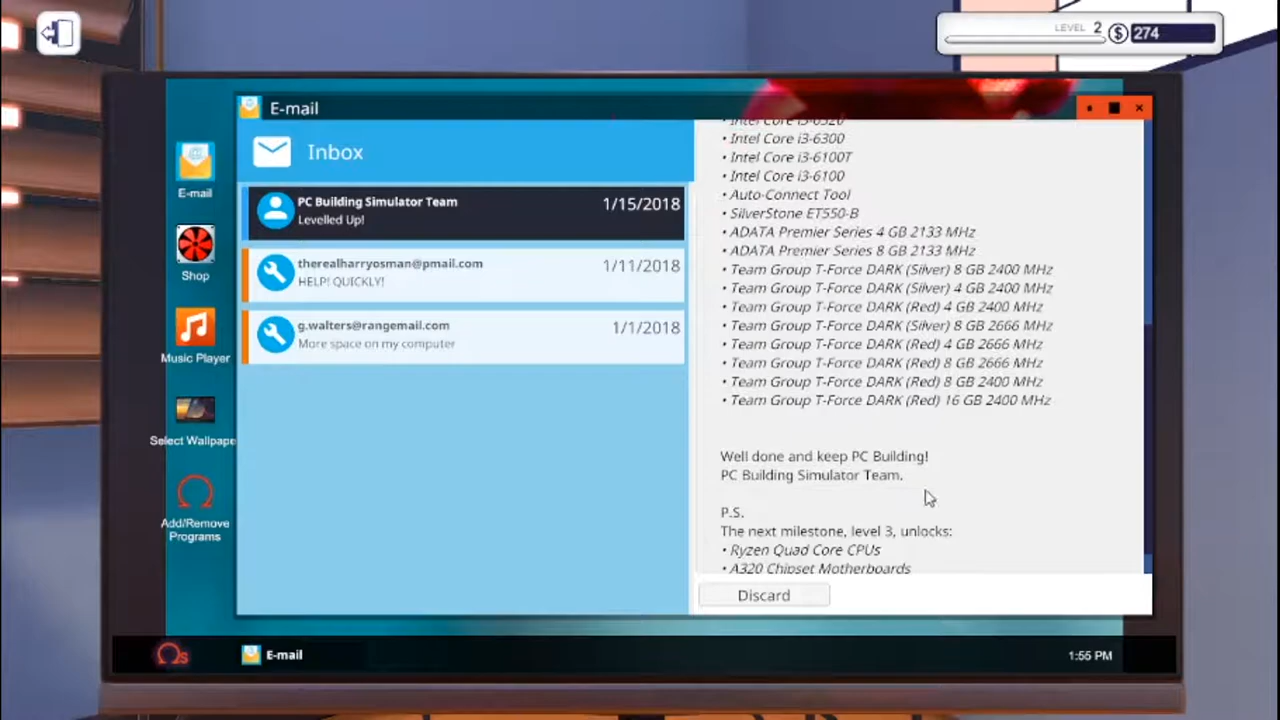 LEVEL 2
$ 274
E-mail
Inbox
PC Building Simulator Team 1/15/2018
Levelled Up!
therealharryosman@pmail.com 1/11/2018
HELP! QUICKLY!
g.walters@rangemail.com 1/1/2018
More space on my computer
E-mail
Shop
Music Player
Select Wallpape
Add/Remove
Programs
• Intel Core i3-6320
• Intel Core i3-6300
• Intel Core i3-6100T
• Intel Core i3-6100
• Auto-Connect Tool
• SilverStone ET550-B
• ADATA Premier Series 4 GB 2133 MHz
• ADATA Premier Series 8 GB 2133 MHz
• Team Group T-Force DARK (Silver) 8 GB 2400 MHz
• Team Group T-Force DARK (Silver) 4 GB 2400 MHz
• Team Group T-Force DARK (Red) 4 GB 2400 MHz
• Team Group T-Force DARK (Silver) 8 GB 2666 MHz
• Team Group T-Force DARK (Red) 4 GB 2666 MHz
• Team Group T-Force DARK (Red) 8 GB 2666 MHz
• Team Group T-Force DARK (Red) 8 GB 2400 MHz
• Team Group T-Force DARK (Red) 16 GB 2400 MHz
Well done and keep PC Building!
PC Building Simulator Team.
P.S.
The next milestone, level 3, unlocks:
• Ryzen Quad Core CPUs
• A320 Chipset Motherboards
Discard
Ωs
E-mail
1:55 PM